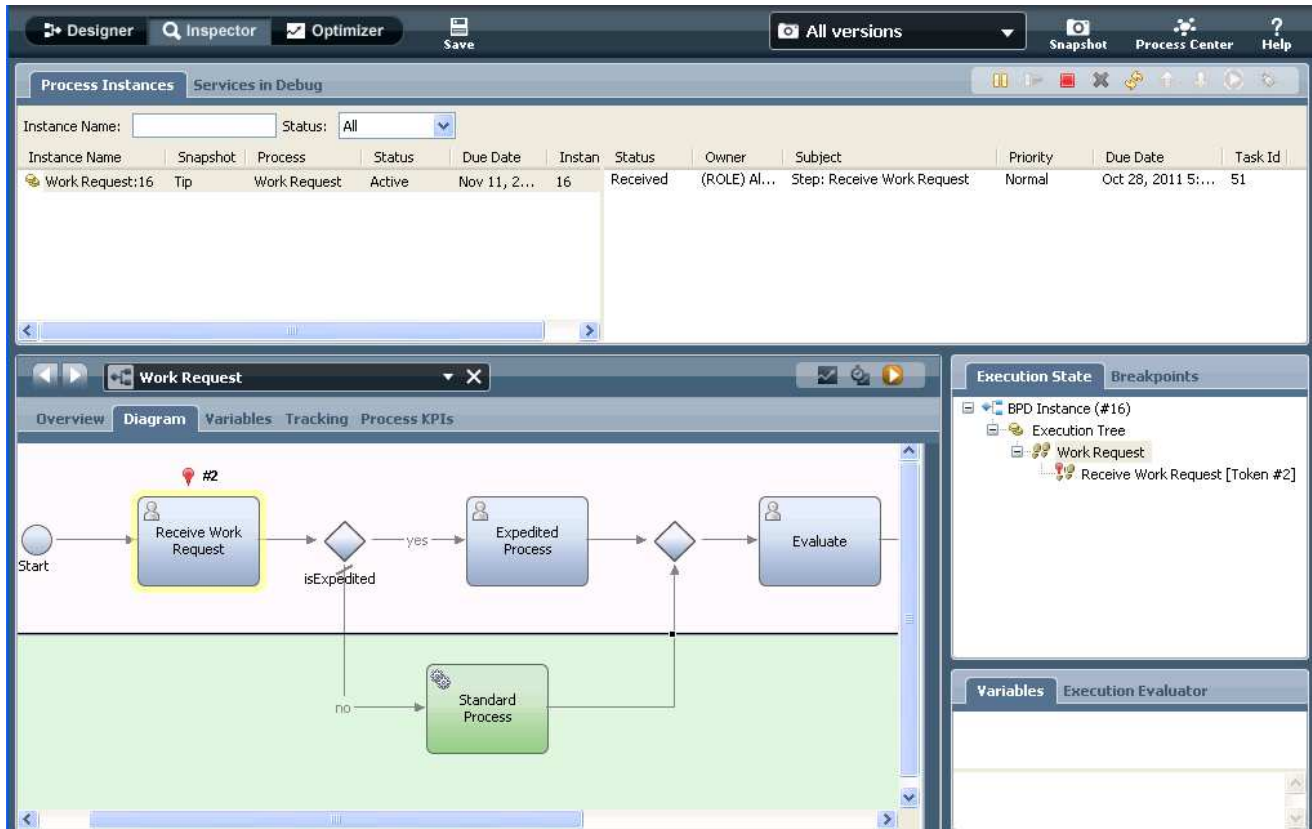 Designer Inspector Optimizer Save All versions Snapshot Process Center ? Help
Process Instances Services in Debug
Instance Name: Status: All
Instance Name Snapshot Process Status Due Date Instan Status Owner Subject Priority Due Date Task Id
Work Request:16 Tip Work Request Active Nov 11, 2... 16 Received (ROLE) Al... Step: Receive Work Request Normal Oct 28, 2011 5:... 51
Work Request
Overview Diagram Variables Tracking Process KPIs
#2
Start
Receive Work
Request
isExpedited
yes
Expedited
Process
Evaluate
no
Standard
Process
Execution State Breakpoints
BPD Instance (#16)
Execution Tree
Work Request
Receive Work Request [Token #2]
Variables Execution Evaluator